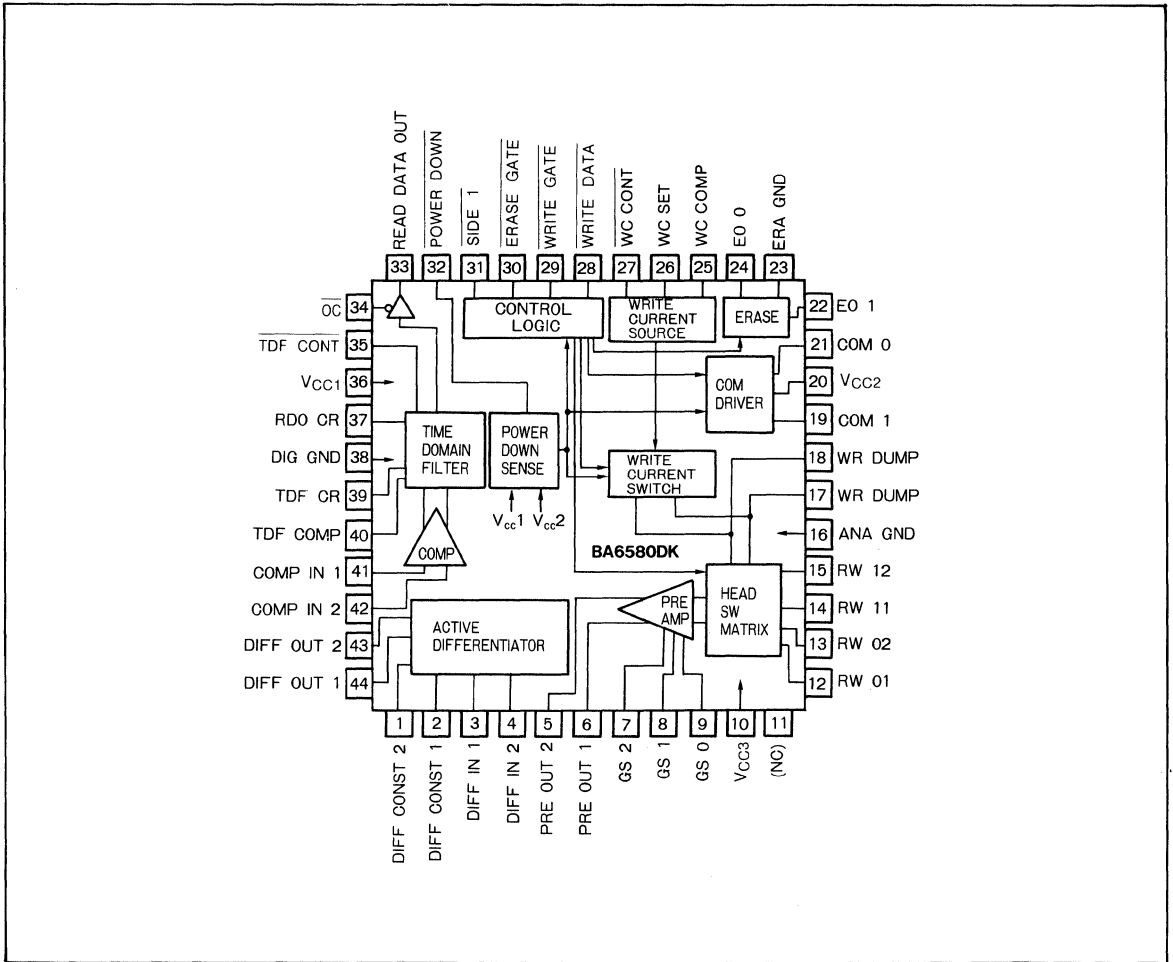 READ DATA OUT
POWER DOWN
SIDE 1
ERASE GATE
WRITE GATE
WRITE DATA
WC CONT
WC SET
WC COMP
EO 0
ERA GND
33
32
31
30
29
28
27
26
25
24
23
OC 34
TDF CONT 35
VCC1 36
RDO CR 37
DIG GND 38
TDF CR 39
TDF COMP 40
COMP IN 1 41
COMP IN 2 42
DIFF OUT 2 43
DIFF OUT 1 44
CONTROL
LOGIC
WRITE
CURRENT
SOURCE
ERASE
COM
DRIVER
TIME
DOMAIN
FILTER
POWER
DOWN
SENSE
Vcc1 Vcc2
WRITE
CURRENT
SWITCH
COMP
BA6580DK
ACTIVE
DIFFERENTIATOR
PRE
AMP
HEAD
SW
MATRIX
22 EO 1
21 COM 0
20 VCC2
19 COM 1
18 WR DUMP
17 WR DUMP
16 ANA GND
15 RW 12
14 RW 11
13 RW 02
12 RW 01
1
2
3
4
5
6
7
8
9
10
11
DIFF CONST 2
DIFF CONST 1
DIFF IN 1
DIFF IN 2
PRE OUT 2
PRE OUT 1
GS 2
GS 1
GS 0
VCC3
(NC)